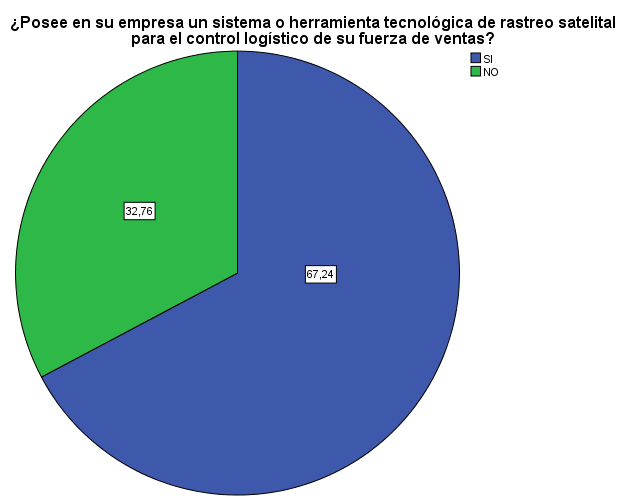 ¿Posee en su empresa un sistema o herramienta tecnológica de rastreo satelital
para el control logístico de su fuerza de ventas?
SI
NO
32,76
67,24